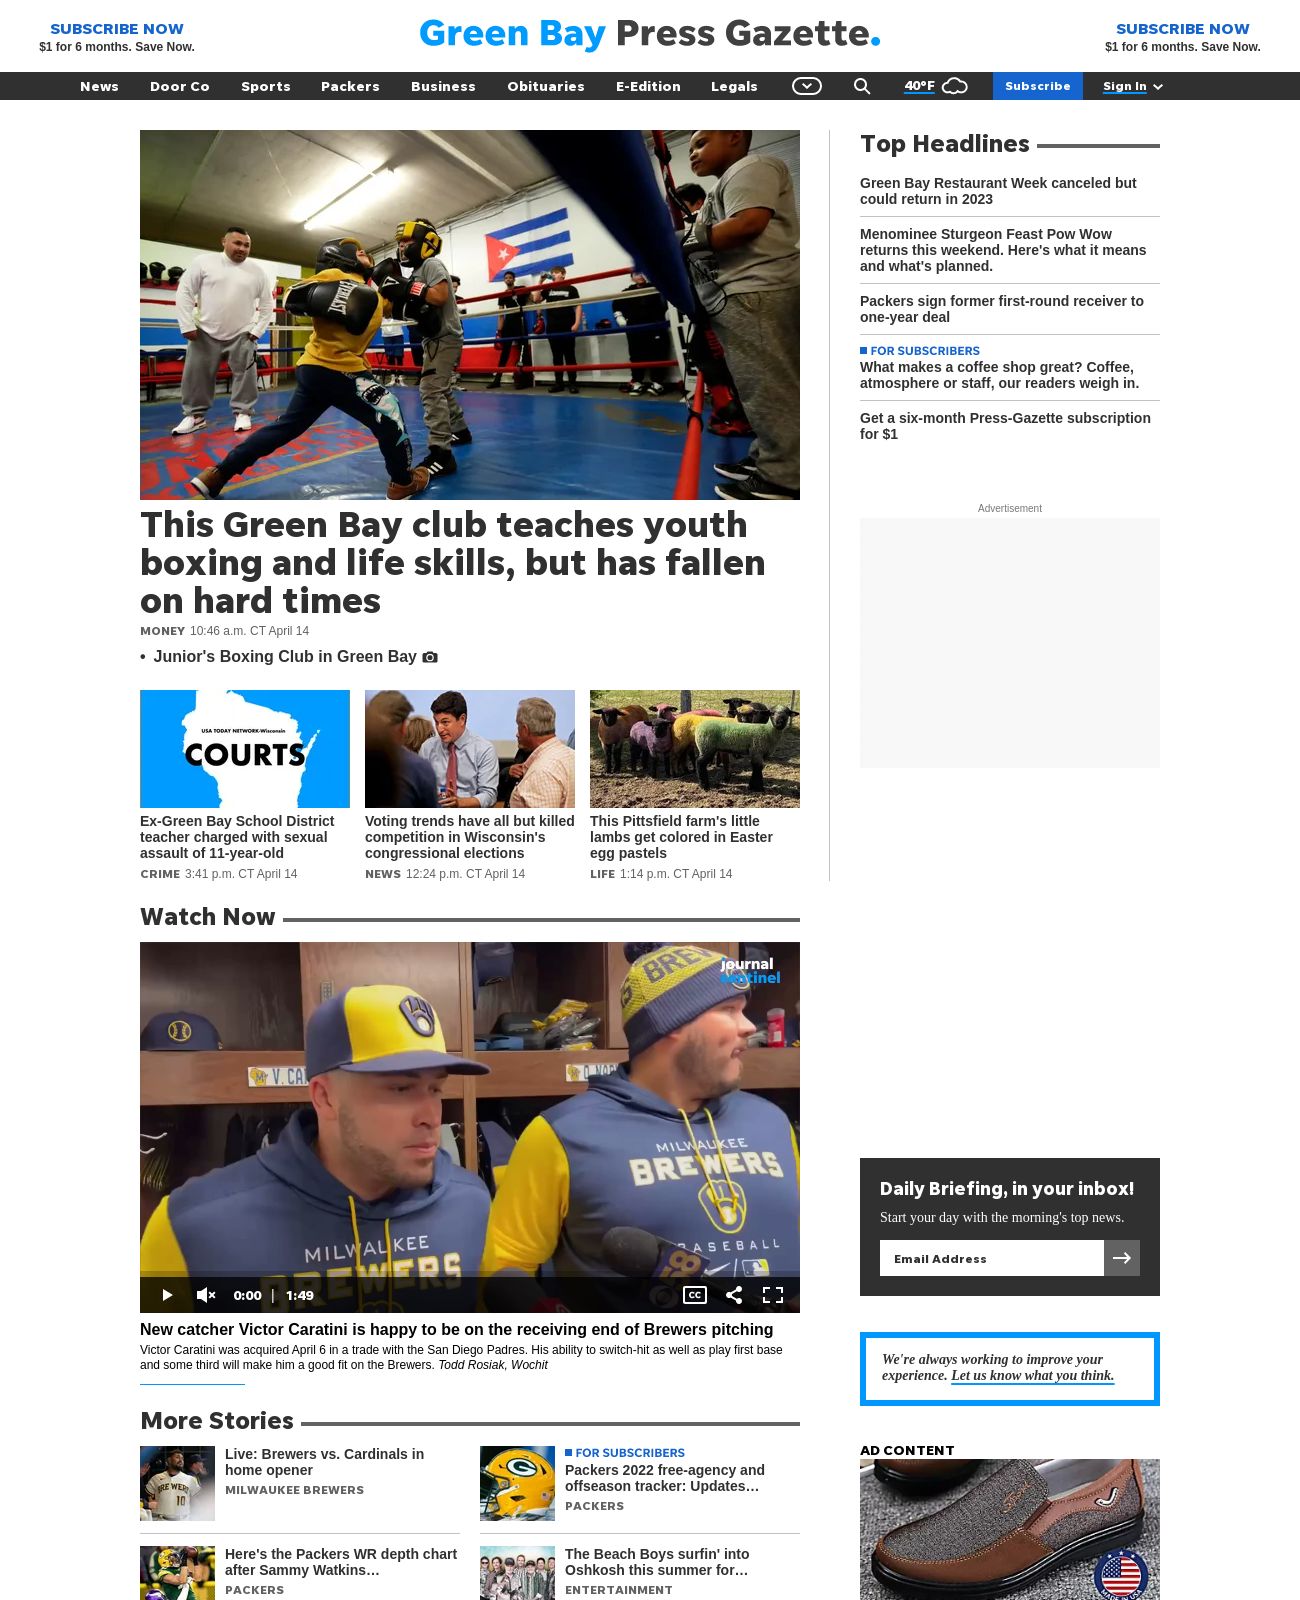 SUBSCRIBE NOW
$1 for 6 months. Save Now.
Green Bay Press Gazette.
SUBSCRIBE NOW
$1 for 6 months. Save Now.
News Door Co Sports Packers Business Obituaries E-Edition Legals 40°F Subscribe Sign In
This Green Bay club teaches youth
boxing and life skills, but has fallen
on hard times
MONEY 10:46 a.m. CT April 14
• Junior's Boxing Club in Green Bay
USA TODAY NETWORK-Wisconsin
COURTS
Ex-Green Bay School District
teacher charged with sexual
assault of 11-year-old
CRIME 3:41 p.m. CT April 14
Voting trends have all but killed
competition in Wisconsin's
congressional elections
NEWS 12:24 p.m. CT April 14
This Pittsfield farm's little
lambs get colored in Easter
egg pastels
LIFE 1:14 p.m. CT April 14
Top Headlines
Green Bay Restaurant Week canceled but
could return in 2023
Menominee Sturgeon Feast Pow Wow
returns this weekend. Here's what it means
and what's planned.
Packers sign former first-round receiver to
one-year deal
FOR SUBSCRIBERS
What makes a coffee shop great? Coffee,
atmosphere or staff, our readers weigh in.
Get a six-month Press-Gazette subscription
for $1
Advertisement
Watch Now
journal
sentinel
V. CA
MILWAUKEE
BREWERS
BASEBALL
MILWAUKEE
BREWERS
0:00 | 1:49
CC
New catcher Victor Caratini is happy to be on the receiving end of Brewers pitching
Victor Caratini was acquired April 6 in a trade with the San Diego Padres. His ability to switch-hit as well as play first base
and some third will make him a good fit on the Brewers. Todd Rosiak, Wochit
Daily Briefing, in your inbox!
Start your day with the morning's top news.
Email Address
We're always working to improve your
experience. Let us know what you think.
More Stories
Live: Brewers vs. Cardinals in
home opener
MILWAUKEE BREWERS
FOR SUBSCRIBERS
Packers 2022 free-agency and
offseason tracker: Updates…
PACKERS
Here's the Packers WR depth chart
after Sammy Watkins…
PACKERS
The Beach Boys surfin' into
Oshkosh this summer for…
ENTERTAINMENT
AD CONTENT